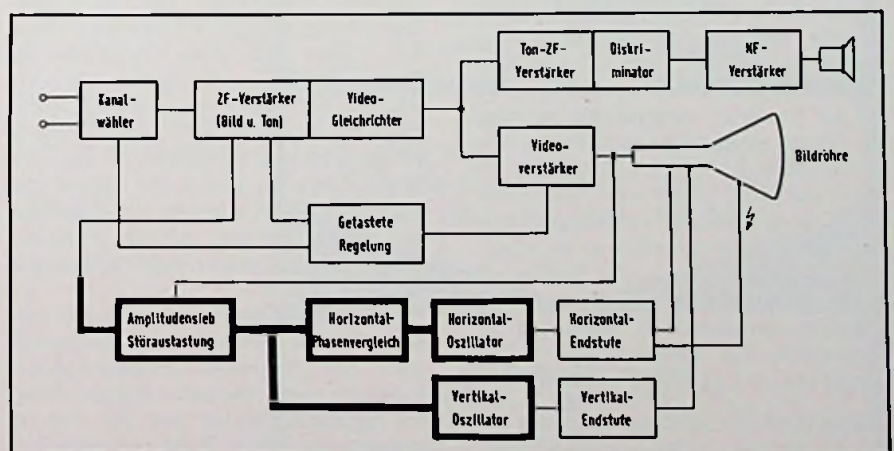 Kanal-
wähler
ZF-Verstärker
(Bild u. Ton)
Video-
Gleichrichter
Ton-ZF-
Verstärker
Diskri-
minator
NF-
Verstärker
Video-
verstärker
Bildröhre
Getastete
Regelung
Amplitudensieb
Störaustastung
Horizontal-
Phasenvergleich
Horizontal-
Oszillator
Horizontal-
Endstufe
Vertikal-
Oszillator
Vertikal-
Endstufe